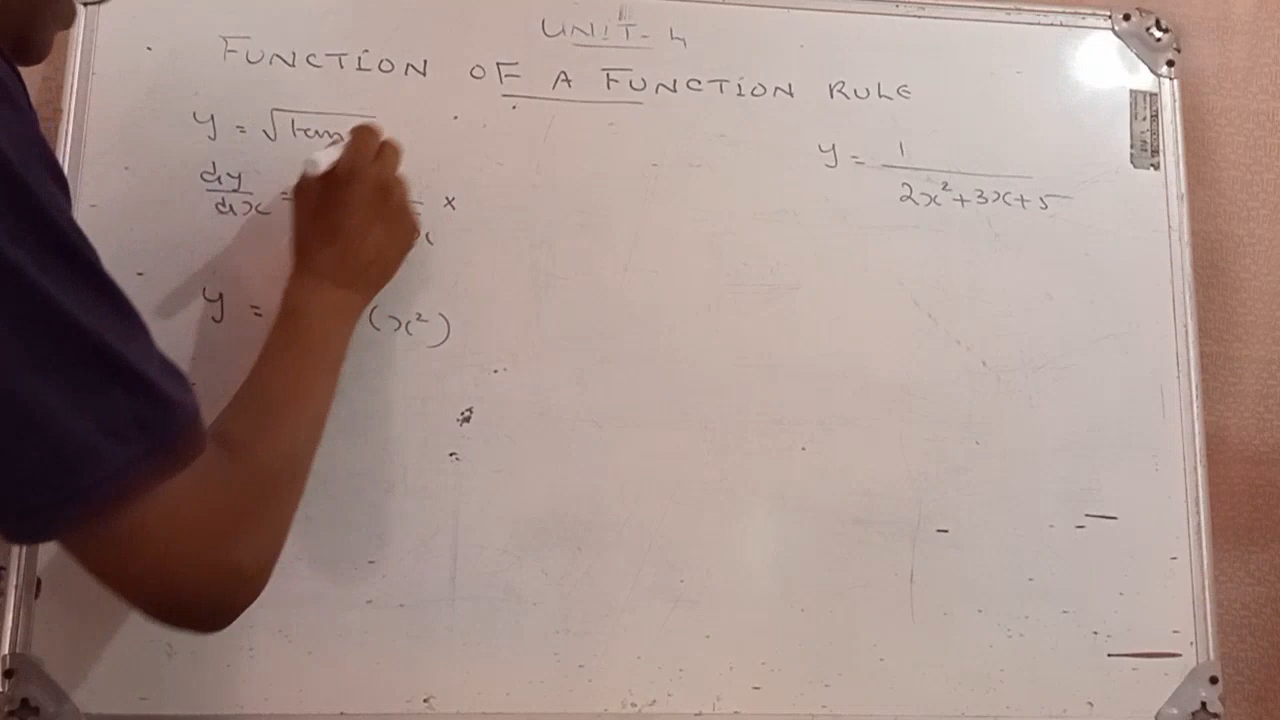 UNIT-4
FUNCTION OF A FUNCTION RULE
y = √tan
dy/dx = x
y = (x²)
y = 1/(2x²+3x+5)